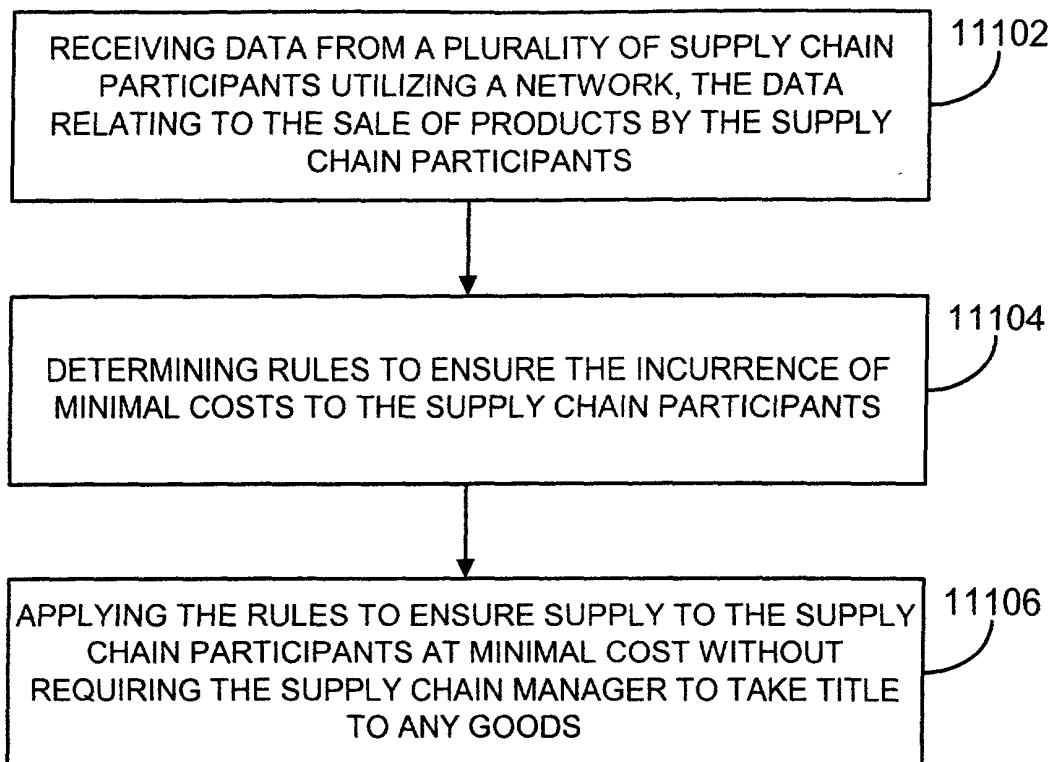 RECEIVING DATA FROM A PLURALITY OF SUPPLY CHAIN
PARTICIPANTS UTILIZING A NETWORK, THE DATA
RELATING TO THE SALE OF PRODUCTS BY THE SUPPLY
CHAIN PARTICIPANTS
11102
DETERMINING RULES TO ENSURE THE INCURRENCE OF
MINIMAL COSTS TO THE SUPPLY CHAIN PARTICIPANTS
11104
APPLYING THE RULES TO ENSURE SUPPLY TO THE SUPPLY
CHAIN PARTICIPANTS AT MINIMAL COST WITHOUT
REQUIRING THE SUPPLY CHAIN MANAGER TO TAKE TITLE
TO ANY GOODS
11106